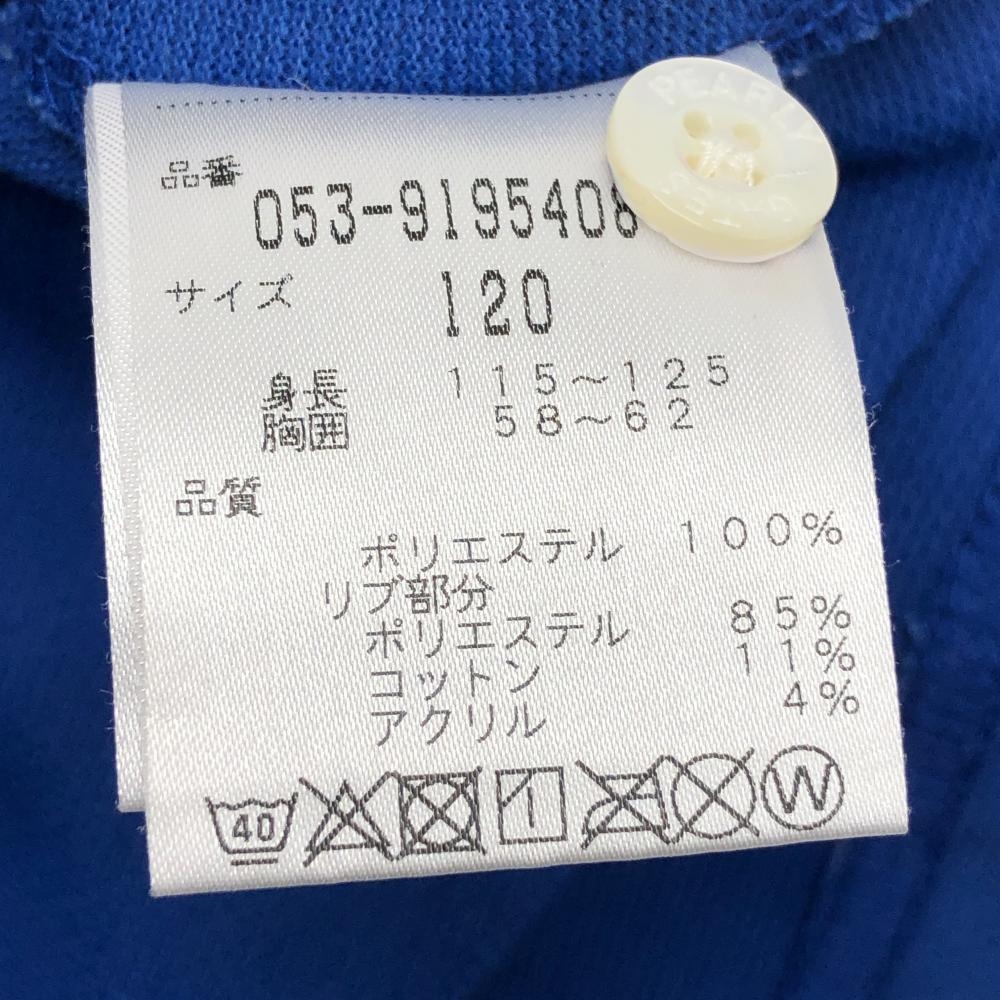 PEARLY
GATES
品番
053-9195408
サイズ
120
身長 115～125
胸囲 58～62
品質
ポリエステル 100%
リブ部分
ポリエステル 85%
コットン 11%
アクリル 4%
40
W